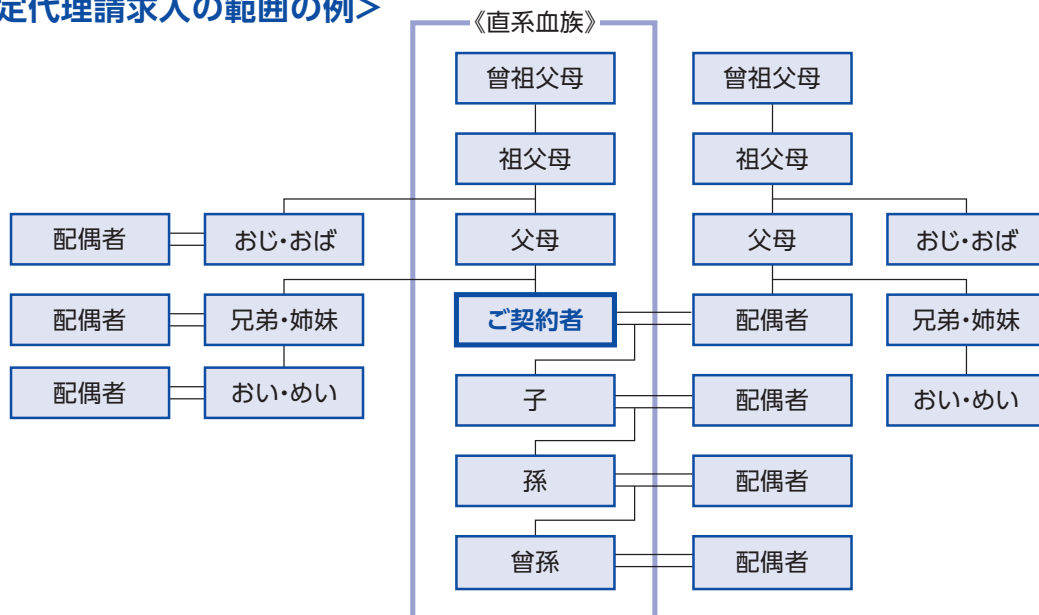 定代理請求人の範囲の例>
《直系血族》
曾祖父母 曾祖父母
祖父母 祖父母
配偶者 おじ・おば 父母 父母 おじ・おば
配偶者 兄弟・姉妹 ご契約者 配偶者 兄弟・姉妹
配偶者 おい・めい 子 配偶者 おい・めい
孫 配偶者
曾孫 配偶者